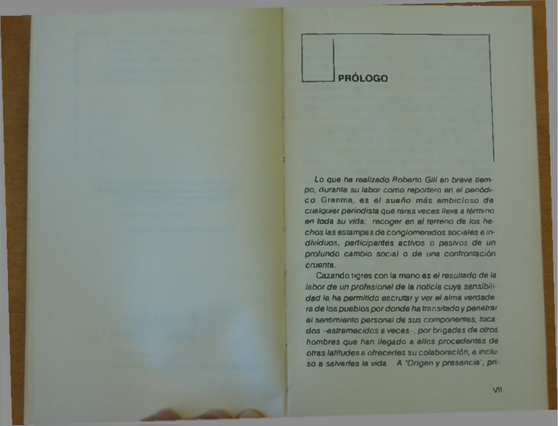 PRÓLOGO
Lo que ha realizado Roberto Gili en breve tiem-
po, durante su labor como reportero en el periódi-
co Granma, es el sueño más ambicioso de
cualquier periodista que raras veces lleva a término
en toda su vida: recoger en el terreno de los he-
chos las estampas de conglomerados sociales e in-
dividuos, participantes activos o pasivos de un
profundo cambio social o de una confrontación
cruenta.
Cazando tigres con la mano es el resultado de la
labor de un profesional de la noticia cuya sensibili-
dad le ha permitido escrutar y ver el alma verdade-
ra de los pueblos por donde ha transitado y penetrar
el sentimiento personal de sus componentes, toca-
dos -estremecidos a veces-, por brigadas de otros
hombres que han llegado a ellos procedentes de
otras latitudes a ofrecerles su colaboración, e inclu-
so a salvarles la vida. A "Origen y presencia", pri-
VII